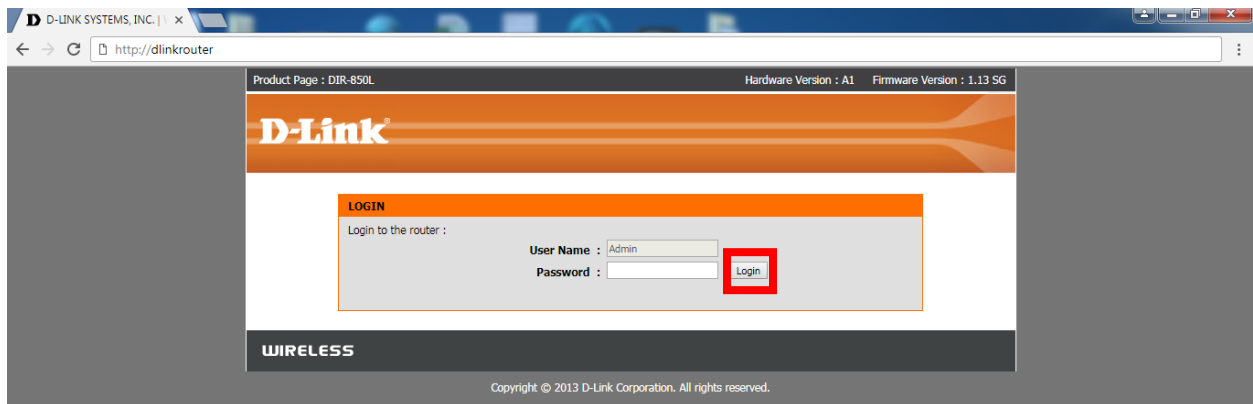 D-LINK SYSTEMS, INC. |
http://dlinkrouter
Product Page : DIR-850L Hardware Version : A1 Firmware Version : 1.13 SG
D-Link®
LOGIN
Login to the router :
User Name : Admin
Password : Login
WIRELESS
Copyright © 2013 D-Link Corporation. All rights reserved.